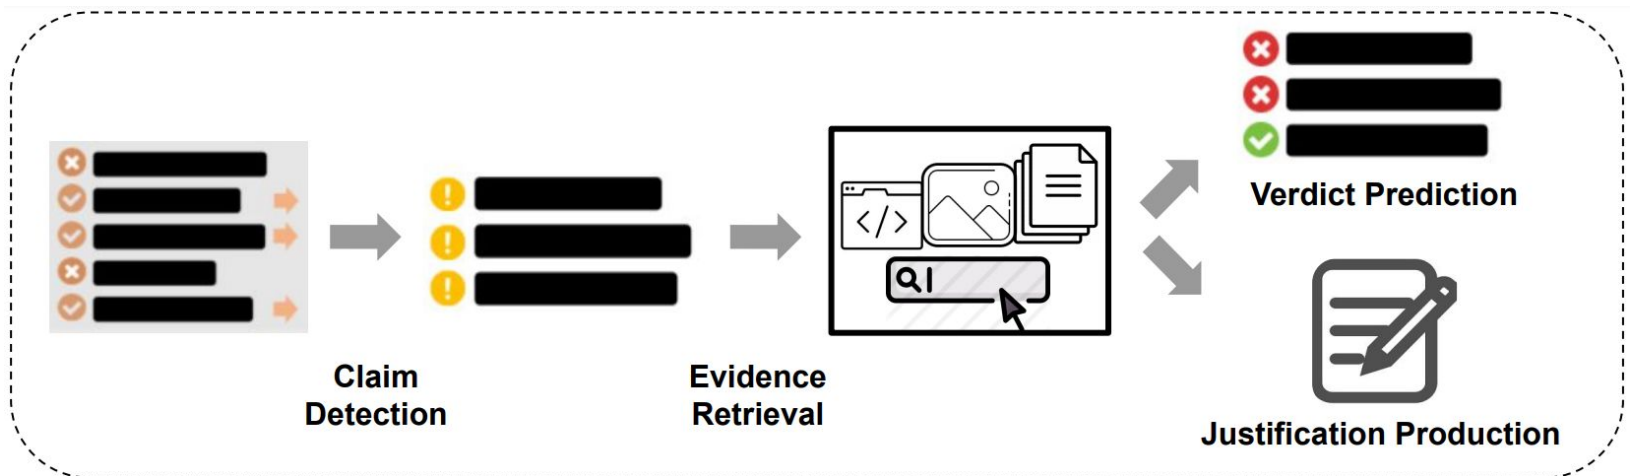 Claim
Detection
Evidence
Retrieval
</>
Verdict Prediction
Justification Production